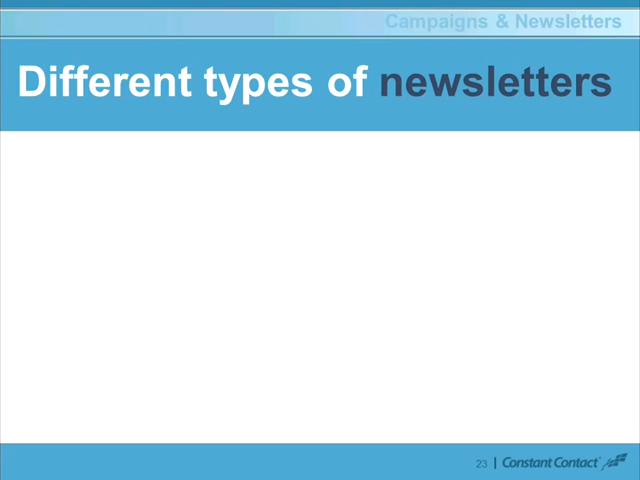 Campaigns & Newsletters
Different types of newsletters
23 | Constant Contact